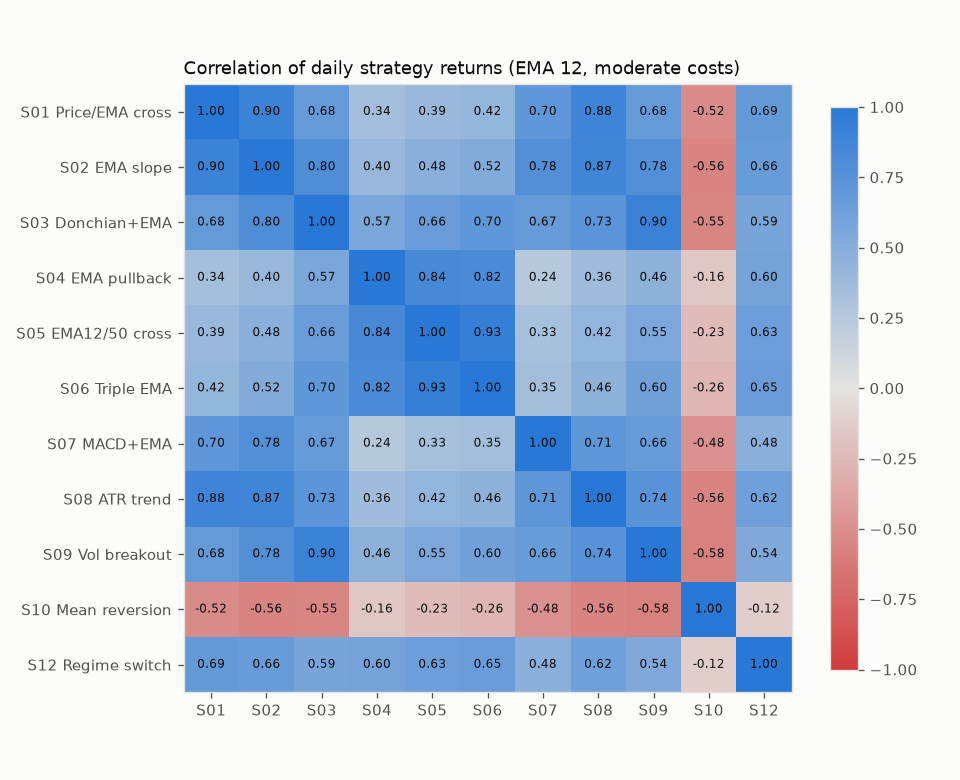 Correlation of daily strategy returns (EMA 12, moderate costs)
S01 Price/EMA cross 1.00 0.90 0.68 0.34 0.39 0.42 0.70 0.88 0.68 -0.52 0.69
S02 EMA slope 0.90 1.00 0.80 0.40 0.48 0.52 0.78 0.87 0.78 -0.56 0.66
S03 Donchian+EMA 0.68 0.80 1.00 0.57 0.66 0.70 0.67 0.73 0.90 -0.55 0.59
S04 EMA pullback 0.34 0.40 0.57 1.00 0.84 0.82 0.24 0.36 0.46 -0.16 0.60
S05 EMA12/50 cross 0.39 0.48 0.66 0.84 1.00 0.93 0.33 0.42 0.55 -0.23 0.63
S06 Triple EMA 0.42 0.52 0.70 0.82 0.93 1.00 0.35 0.46 0.60 -0.26 0.65
S07 MACD+EMA 0.70 0.78 0.67 0.24 0.33 0.35 1.00 0.71 0.66 -0.48 0.48
S08 ATR trend 0.88 0.87 0.73 0.36 0.42 0.46 0.71 1.00 0.74 -0.56 0.62
S09 Vol breakout 0.68 0.78 0.90 0.46 0.55 0.60 0.66 0.74 1.00 -0.58 0.54
S10 Mean reversion -0.52 -0.56 -0.55 -0.16 -0.23 -0.26 -0.48 -0.56 -0.58 1.00 -0.12
S12 Regime switch 0.69 0.66 0.59 0.60 0.63 0.65 0.48 0.62 0.54 -0.12 1.00
S01 S02 S03 S04 S05 S06 S07 S08 S09 S10 S12
1.00
0.75
0.50
0.25
0.00
−0.25
−0.50
−0.75
−1.00